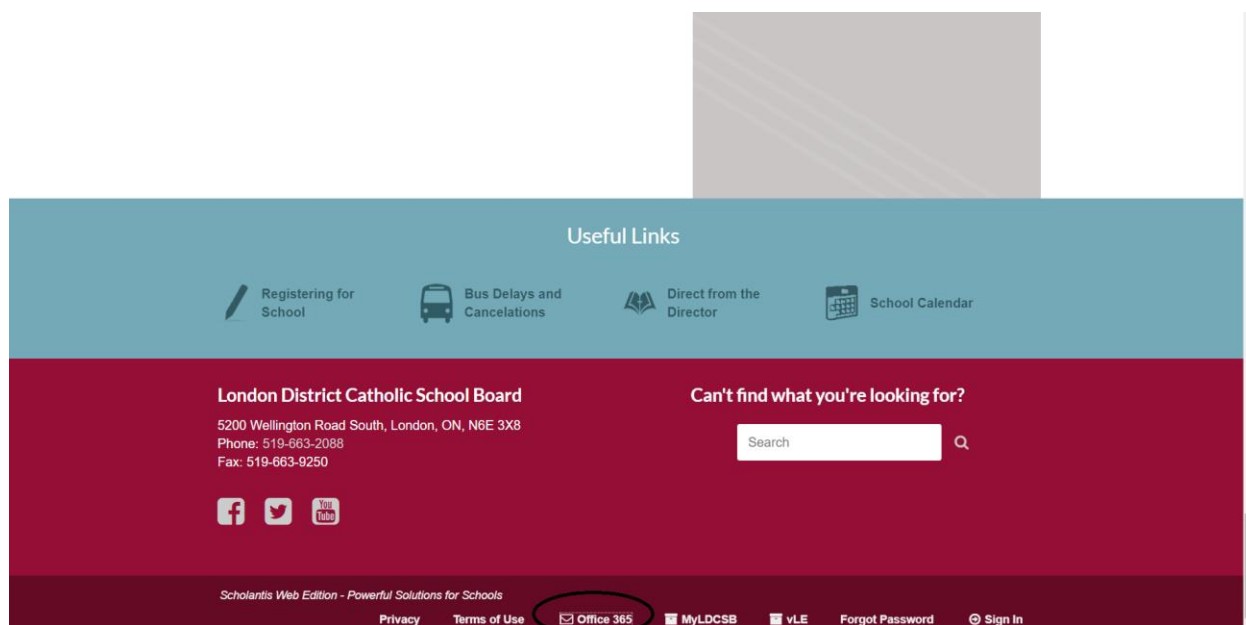 Useful Links
Registering for
School
Bus Delays and
Cancelations
Direct from the
Director
School Calendar
London District Catholic School Board
5200 Wellington Road South, London, ON, N6E 3X8
Phone: 519-663-2088
Fax: 519-663-9250
You
Tube
Can't find what you're looking for?
Search
Scholantis Web Edition - Powerful Solutions for Schools
Privacy Terms of Use Office 365 MyLDCSB vLE Forgot Password Sign In